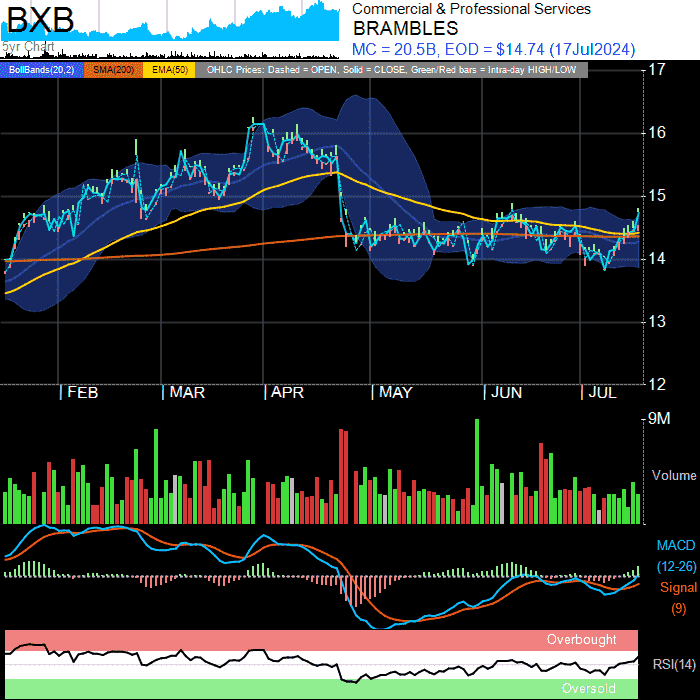 BXB
5yr Chart
Commercial & Professional Services
BRAMBLES
MC = 20.5B, EOD = $14.74 (17Jul2024)
BollBands(20,2) SMA(200) EMA(50) OHLC Prices: Dashed = OPEN, Solid = CLOSE, Green/Red bars = Intra-day HIGH/LOW
17
16
15
14
13
12
FEB MAR APR MAY JUN JUL
9M
Volume
MACD
(12-26)
Signal
(9)
Overbought
RSI(14)
Oversold